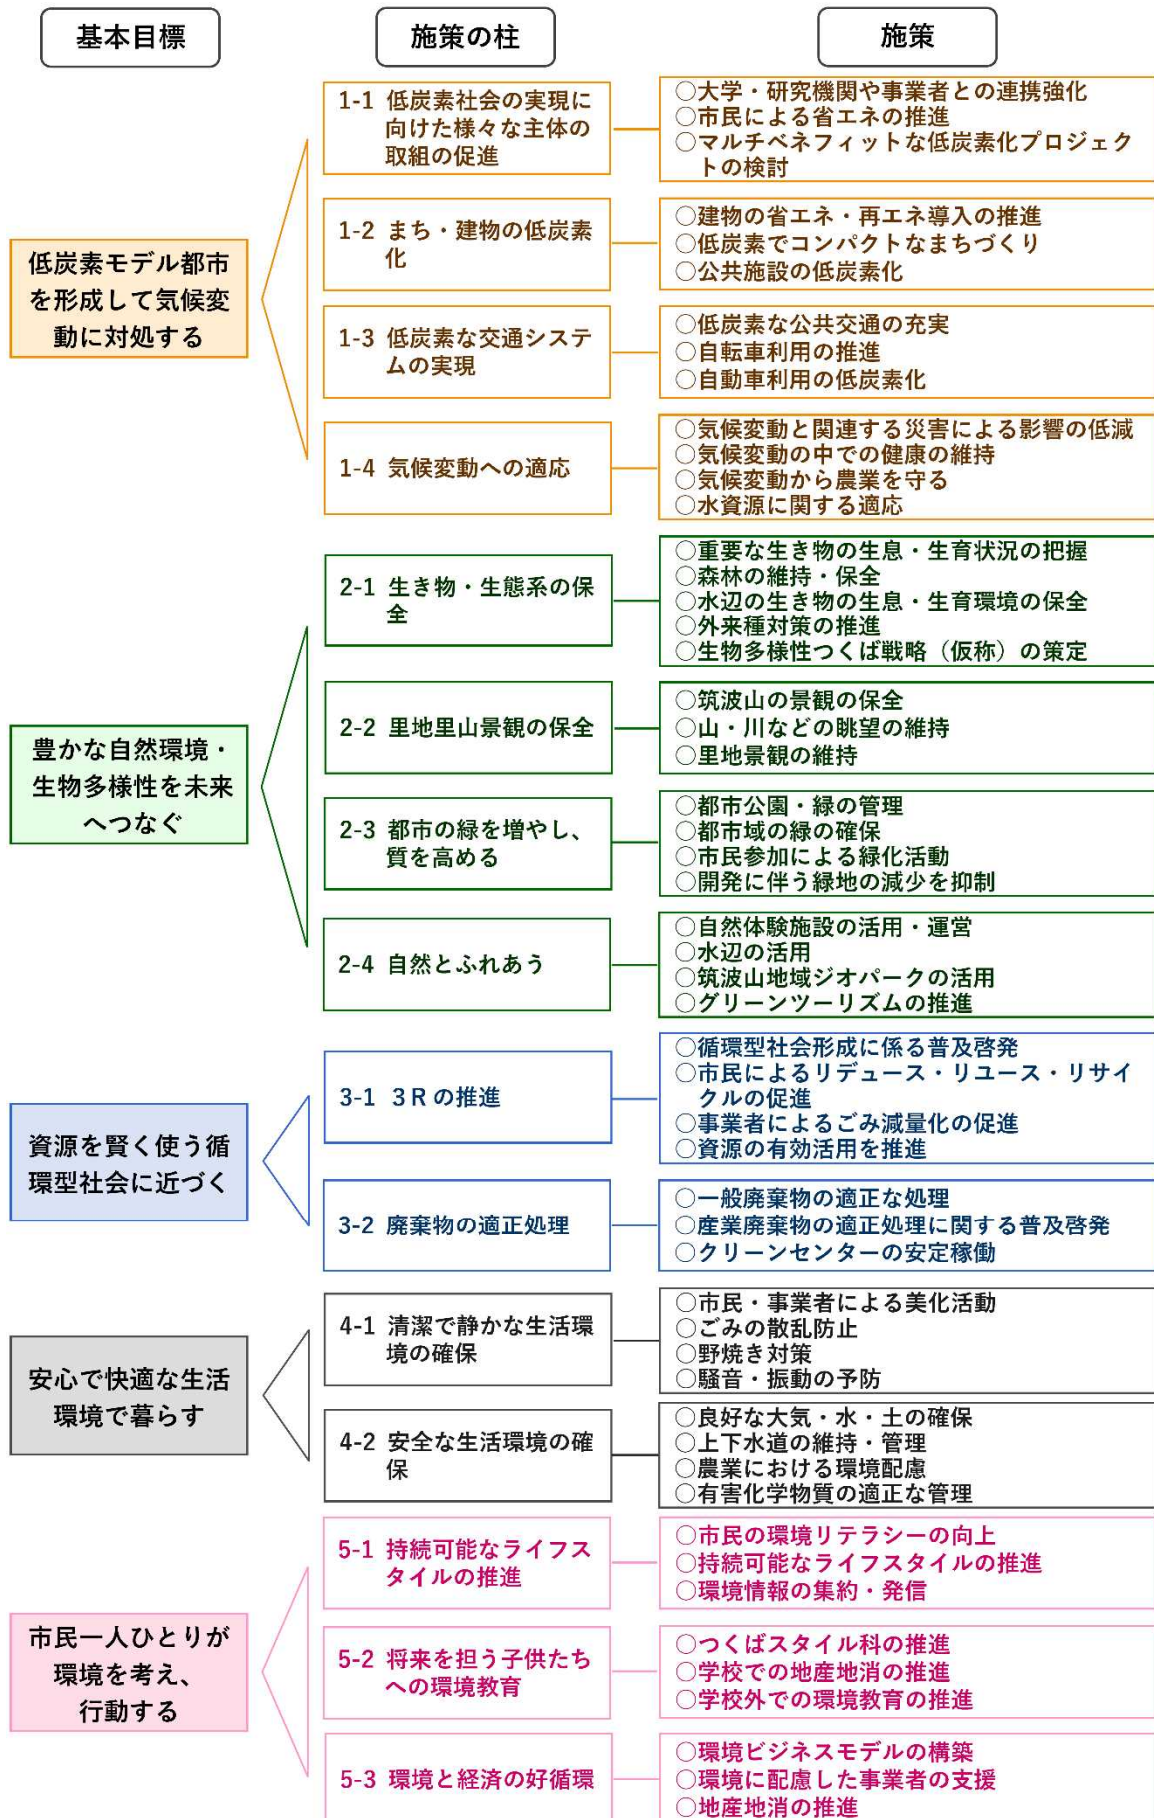 基本目標
施策の柱
施策
低炭素モデル都市
を形成して気候変
動に対処する
1-1 低炭素社会の実現に
向けた様々な主体の
取組の促進
○大学・研究機関や事業者との連携強化
○市民による省エネの推進
○マルチベネフィットな低炭素化プロジェク
トの検討
1-2 まち・建物の低炭素
化
○建物の省エネ・再エネ導入の推進
○低炭素でコンパクトなまちづくり
○公共施設の低炭素化
1-3 低炭素な交通システ
ムの実現
○低炭素な公共交通の充実
○自転車利用の推進
○自動車利用の低炭素化
1-4 気候変動への適応
○気候変動と関連する災害による影響の低減
○気候変動の中での健康の維持
○気候変動から農業を守る
○水資源に関する適応
豊かな自然環境・
生物多様性を未来
へつなぐ
2-1 生き物・生態系の保
全
○重要な生き物の生息・生育状況の把握
○森林の維持・保全
○水辺の生き物の生息・生育環境の保全
○外来種対策の推進
○生物多様性つくば戦略（仮称）の策定
2-2 里地里山景観の保全
○筑波山の景観の保全
○山・川などの眺望の維持
○里地景観の維持
2-3 都市の緑を増やし、
質を高める
○都市公園・緑の管理
○都市域の緑の確保
○市民参加による緑化活動
○開発に伴う緑地の減少を抑制
2-4 自然とふれあう
○自然体験施設の活用・運営
○水辺の活用
○筑波山地域ジオパークの活用
○グリーンツーリズムの推進
資源を賢く使う循
環型社会に近づく
3-1 3Rの推進
○循環型社会形成に係る普及啓発
○市民によるリデュース・リユース・リサイ
クルの促進
○事業者によるごみ減量化の促進
○資源の有効活用を推進
3-2 廃棄物の適正処理
○一般廃棄物の適正な処理
○産業廃棄物の適正処理に関する普及啓発
○クリーンセンターの安定稼働
安心で快適な生活
環境で暮らす
4-1 清潔で静かな生活環
境の確保
○市民・事業者による美化活動
○ごみの散乱防止
○野焼き対策
○騒音・振動の予防
4-2 安全な生活環境の確
保
○良好な大気・水・土の確保
○上下水道の維持・管理
○農業における環境配慮
○有害化学物質の適正な管理
市民一人ひとりが
環境を考え、
行動する
5-1 持続可能なライフス
タイルの推進
○市民の環境リテラシーの向上
○持続可能なライフスタイルの推進
○環境情報の集約・発信
5-2 将来を担う子供たち
への環境教育
○つくばスタイル科の推進
○学校での地産地消の推進
○学校外での環境教育の推進
5-3 環境と経済の好循環
○環境ビジネスモデルの構築
○環境に配慮した事業者の支援
○地産地消の推進